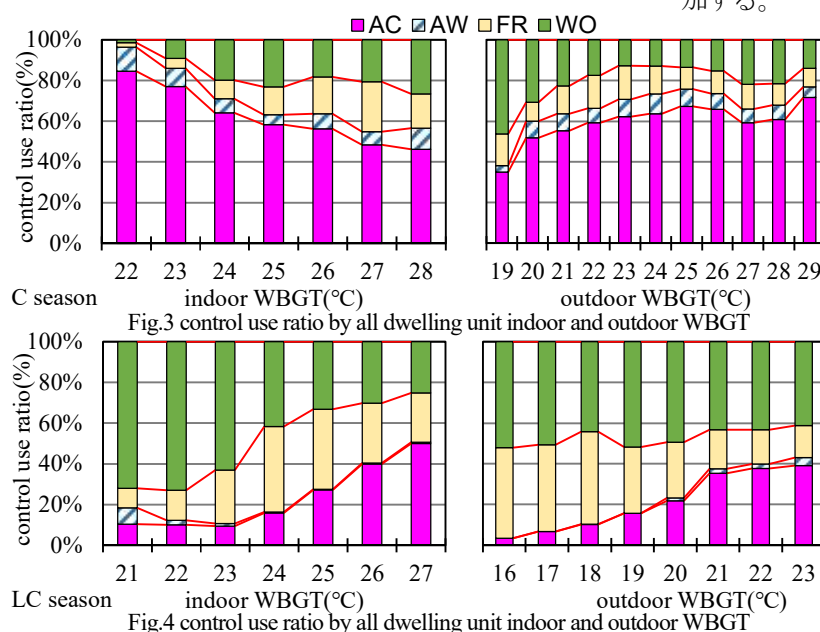 加する。
AC AW FR WO
control use ratio(%)
100%
80%
60%
40%
20%
0%
22 23 24 25 26 27 28
19 20 21 22 23 24 25 26 27 28 29
C season indoor WBGT(℃) outdoor WBGT(℃)
Fig.3 control use ratio by all dwelling unit indoor and outdoor WBGT
control use ratio(%)
100%
80%
60%
40%
20%
0%
21 22 23 24 25 26 27
16 17 18 19 20 21 22 23
LC season indoor WBGT(℃) outdoor WBGT(℃)
Fig.4 control use ratio by all dwelling unit indoor and outdoor WBGT